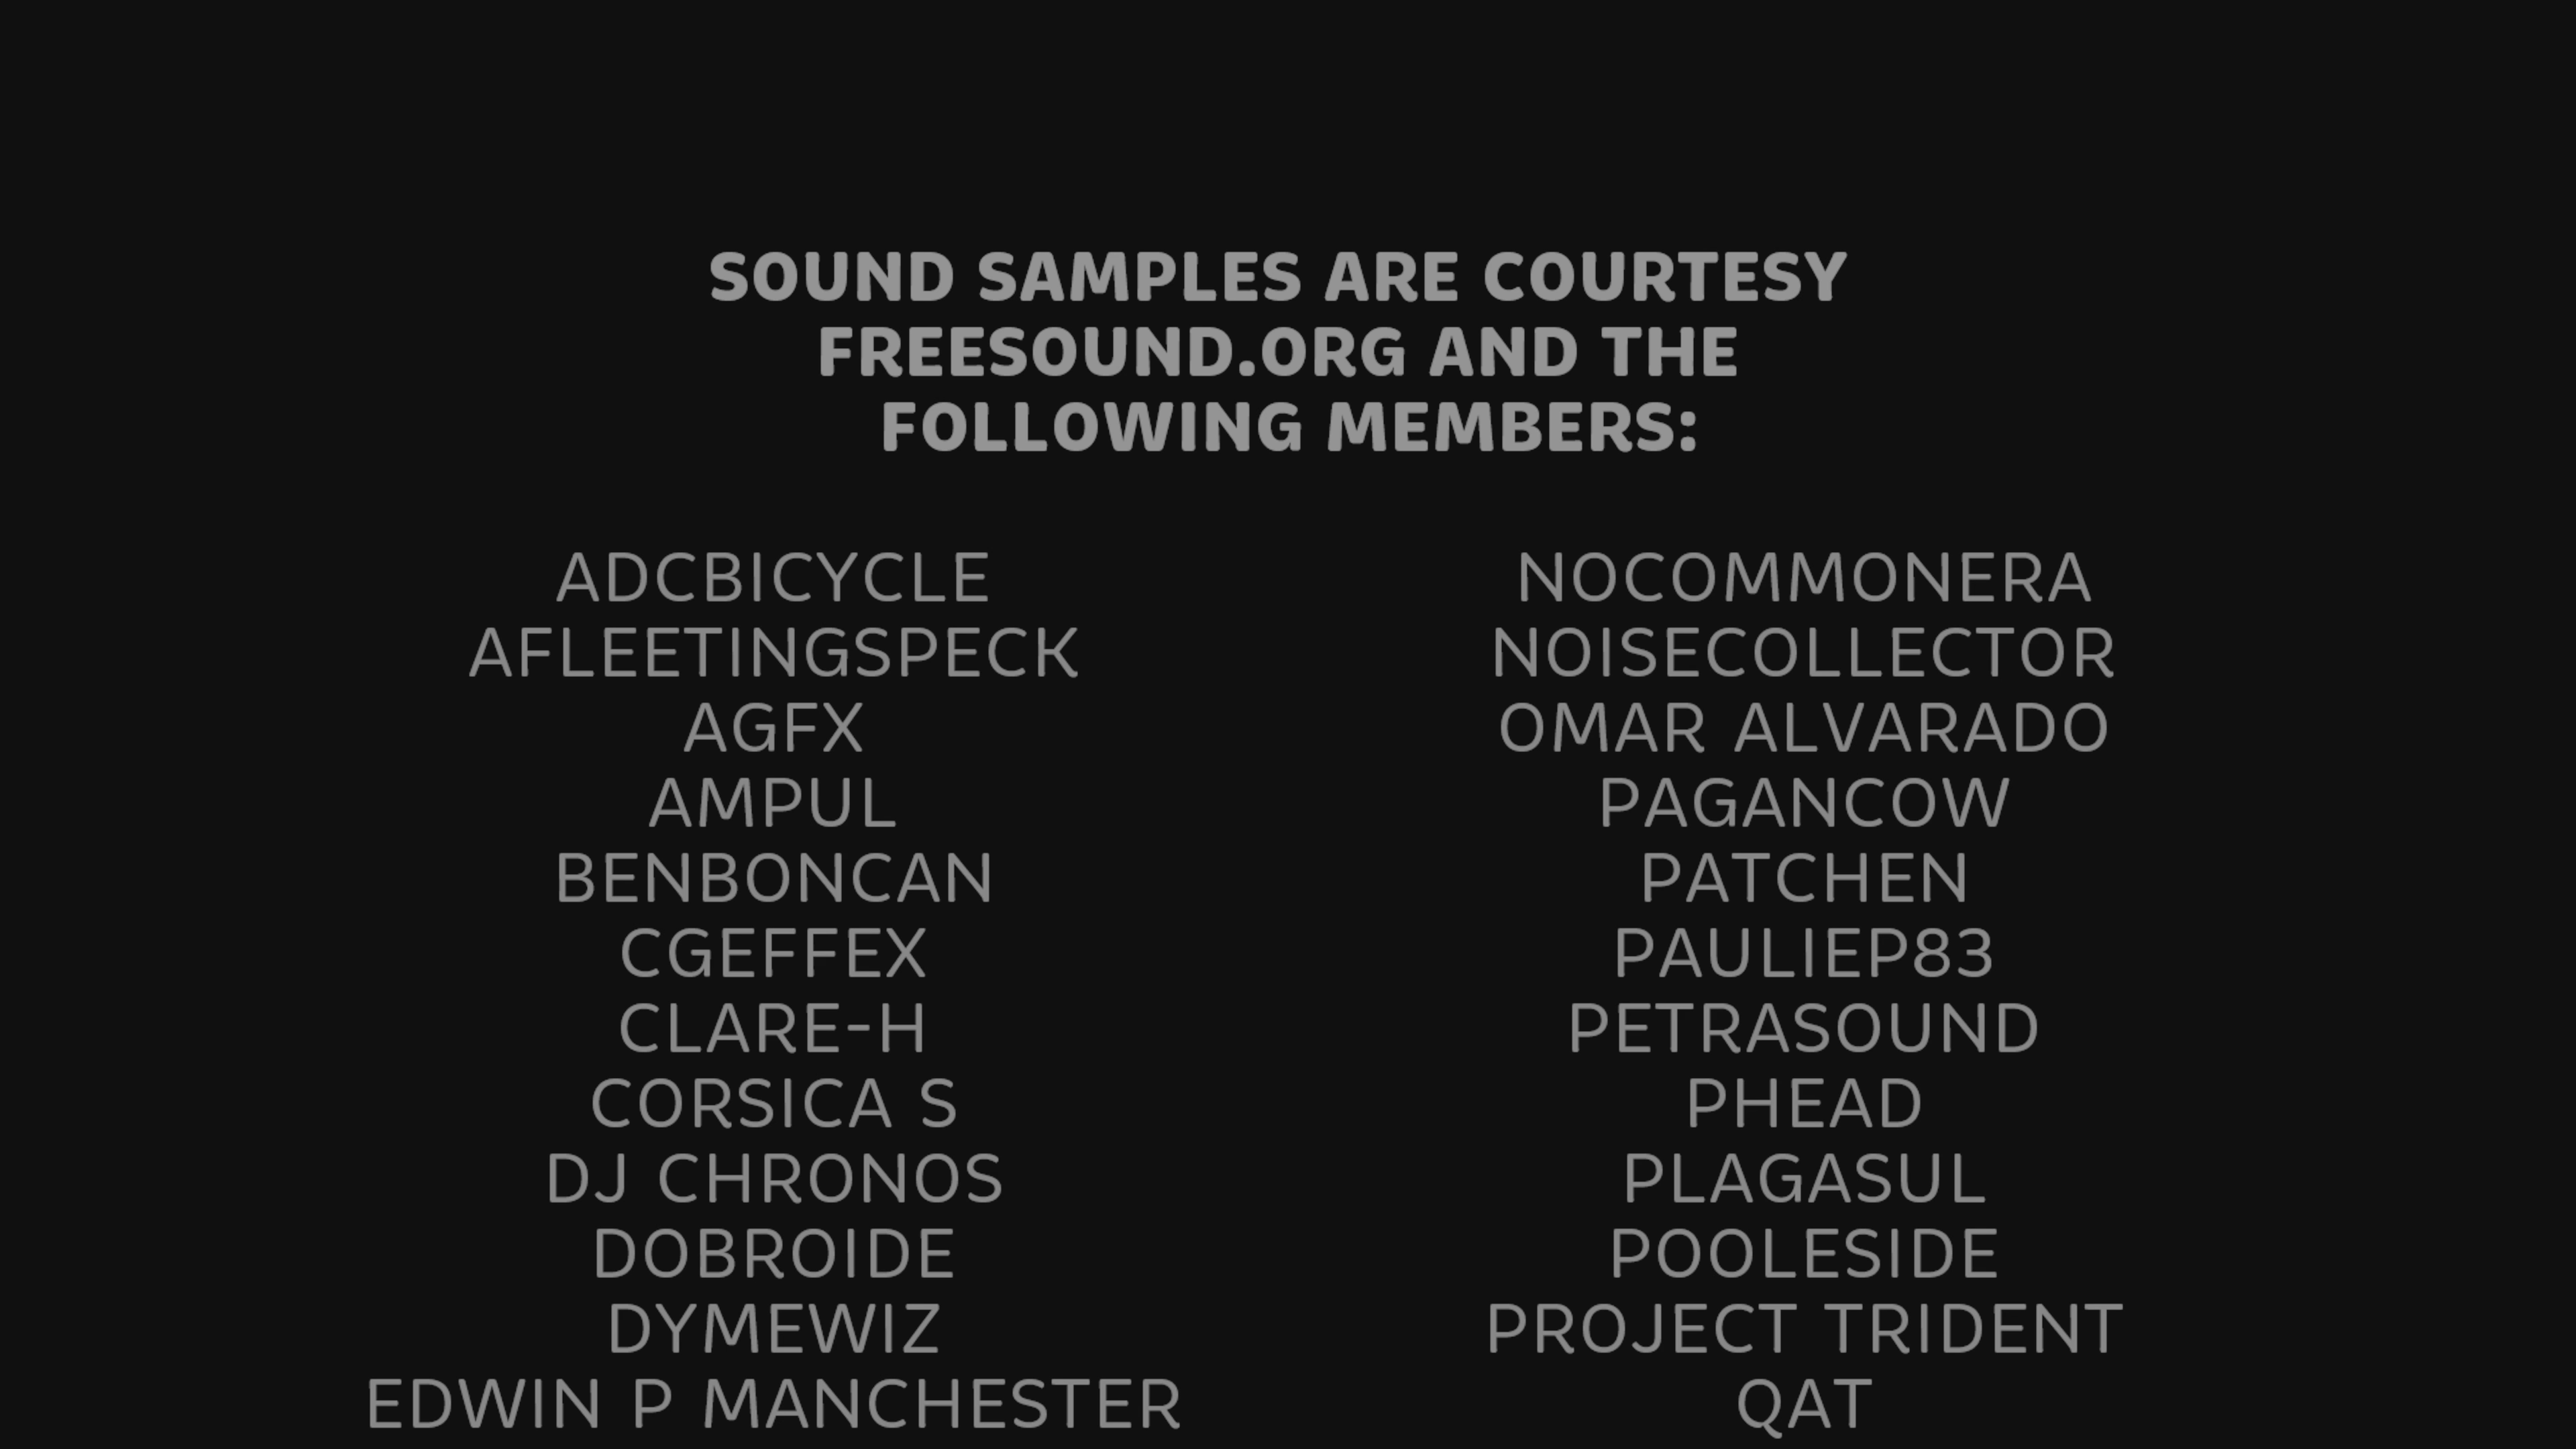 SOUND SAMPLES ARE COURTESY
FREESOUND.ORG AND THE
FOLLOWING MEMBERS:
ADCBICYCLE
AFLEETINGSPECK
AGFX
AMPUL
BENBONCAN
CGEFFEX
CLARE-H
CORSICA S
DJ CHRONOS
DOBROIDE
DYMEWIZ
EDWIN P MANCHESTER
NOCOMMONERA
NOISECOLLECTOR
OMAR ALVARADO
PAGANCOW
PATCHEN
PAULIEP83
PETRASOUND
PHEAD
PLAGASUL
POOLESIDE
PROJECT TRIDENT
QAT